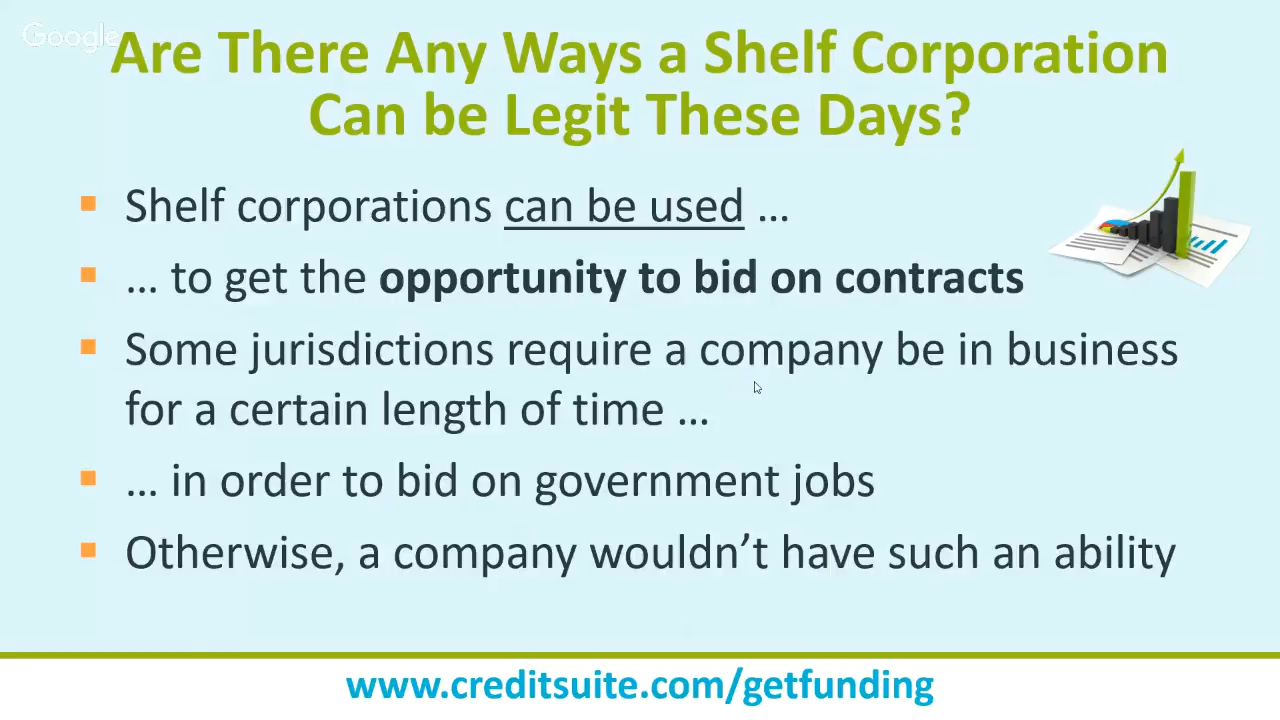 Google
Are There Any Ways a Shelf Corporation
Can be Legit These Days?
Shelf corporations can be used …
… to get the opportunity to bid on contracts
Some jurisdictions require a company be in business
for a certain length of time …
… in order to bid on government jobs
Otherwise, a company wouldn’t have such an ability
www.creditsuite.com/getfunding